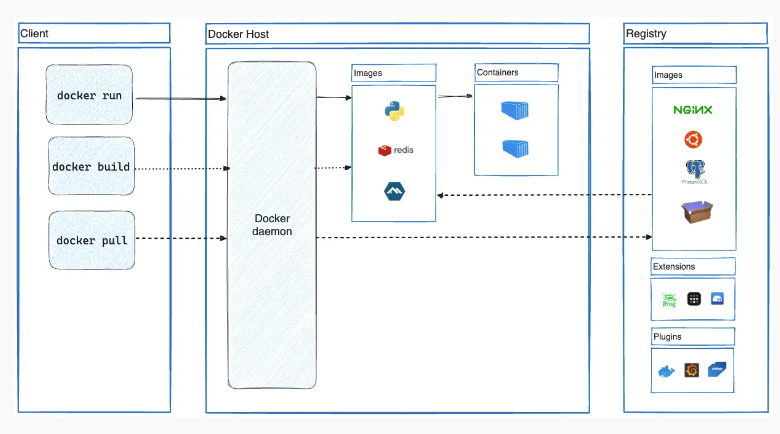 Client
docker run
docker build
docker pull
Docker Host
Docker
daemon
Images
redis
Containers
Registry
Images
NGINX
PostgreSQL
Extensions
Plugins